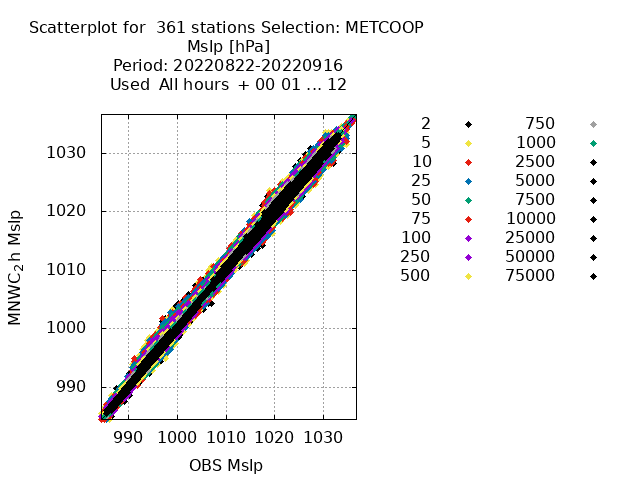 Scatterplot for 361 stations Selection: METCOOP
Mslp [hPa]
Period: 20220822-20220916
Used All hours + 00 01 ... 12
2 750
5 1000
10 2500
25 5000
50 7500
75 10000
100 25000
250 50000
500 75000
1030
1020
1010
1000
990
MNWC2h Mslp
990 1000 1010 1020 1030
OBS Mslp